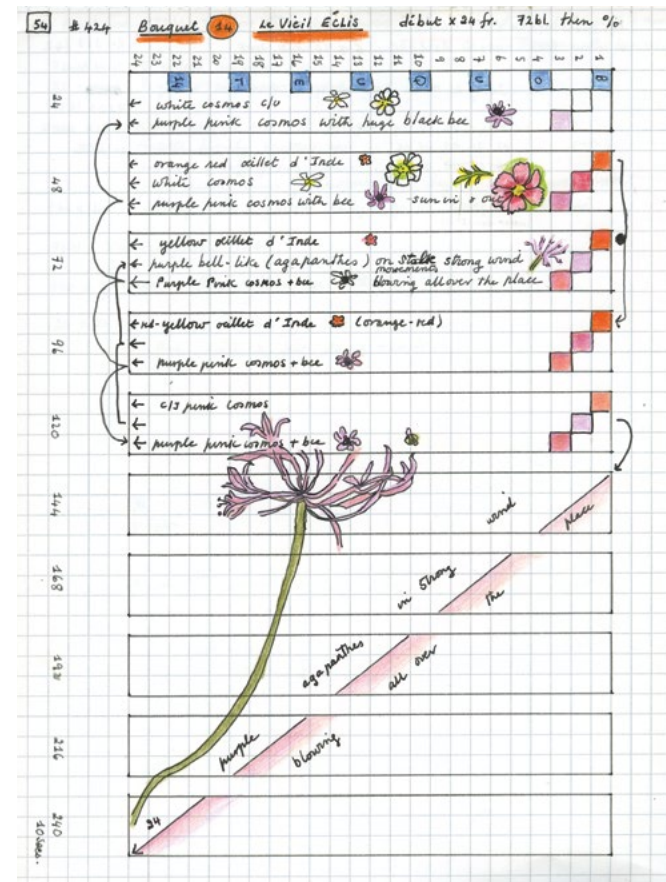 54 # 424 Bouquet 14 Le Vieil Éclis début x 24 fr. 72bl. then %
24 23 22 21 20 19 18 17 16 15 14 13 12 11 10 9 8 7 6 5 4 3 2 1
14 T E U Q U O B
24
← white cosmos c/u
← purple pink cosmos with huge black bee
48
← orange red œillet d'Inde
← white cosmos
← purple pink cosmos with bee - sun in & out
72
← yellow œillet d'Inde
← purple bell-like (agapanthes) on stalk strong wind
movements
← Purple Pink cosmos + bee blowing all over the place
96
← red-yellow œillet d'Inde (orange-red)
←
← purple pink cosmos + bee
120
← c/s pink cosmos
←
← purple pink cosmos + bee
144
wind place
168
in strong the
192
agapanthes all over
216
purple blowing
240
24
10 secs.